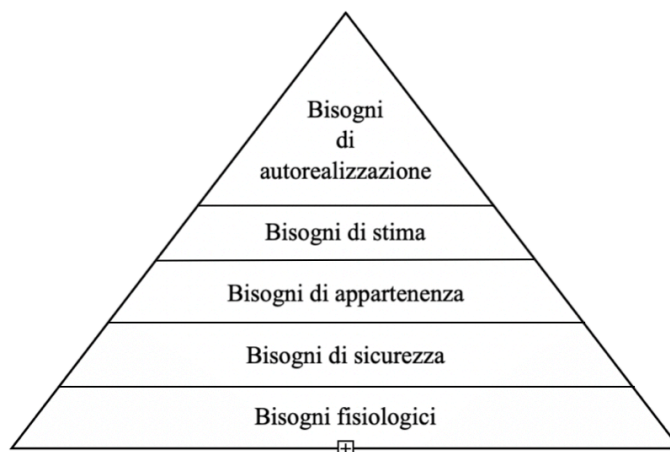 Bisogni
di
autorealizzazione
Bisogni di stima
Bisogni di appartenenza
Bisogni di sicurezza
Bisogni fisiologici